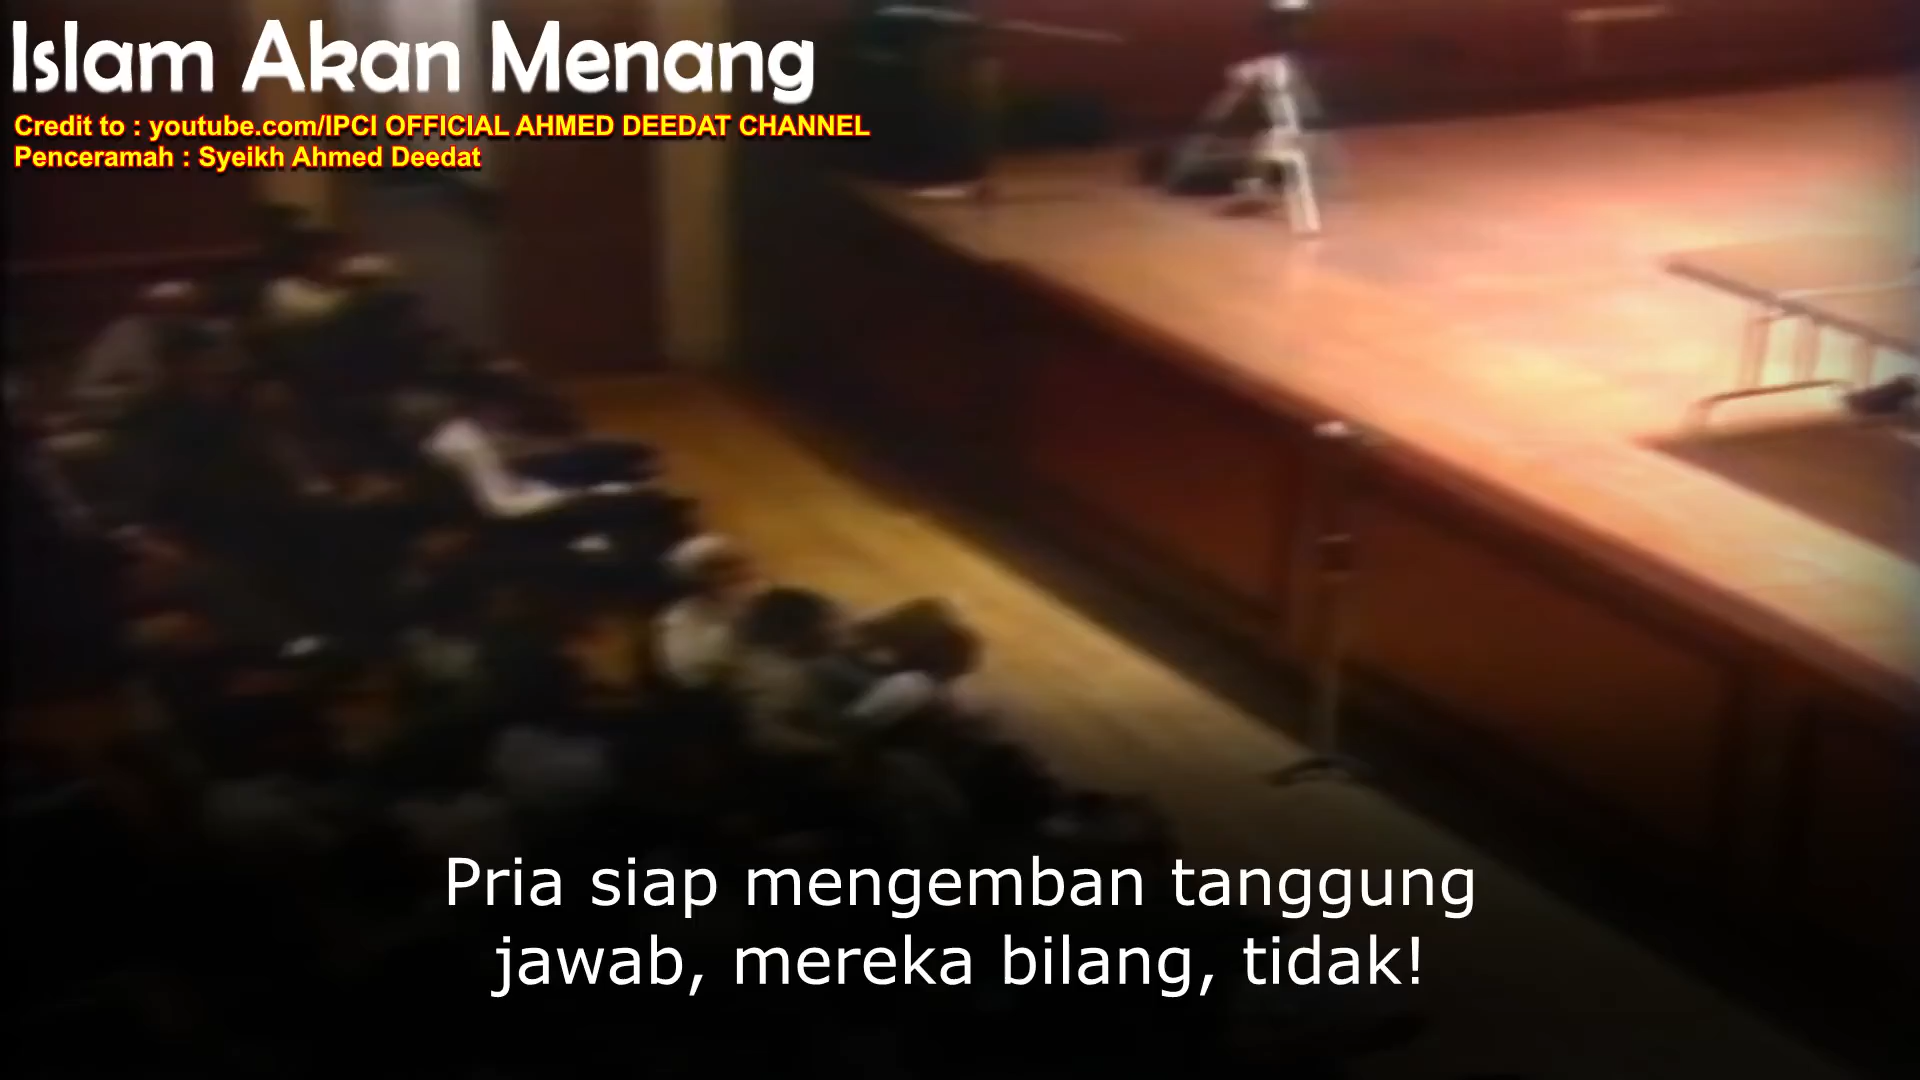 Islam Akan Menang
Credit to : youtube.com/IPCI OFFICIAL AHMED DEEDAT CHANNEL
Penceramah : Syeikh Ahmed Deedat
Pria siap mengemban tanggung
jawab, mereka bilang, tidak!